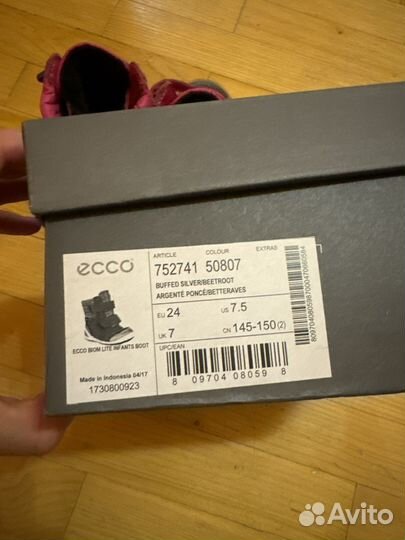 ARTICLE COLOUR EXTRAS
ecco 752741 50807
BUFFED SILVER/BEETROOT
ARGENTÉ PONCÉ/BETTERAVES
EU 24 US 7.5
UK 7 CN 145-150(2)
ECCO BIOM LITE INFANTS BOOT
UPC/EAN
Made in Indonesia 04/17
1730800923
8 09704 08059 8
Avito